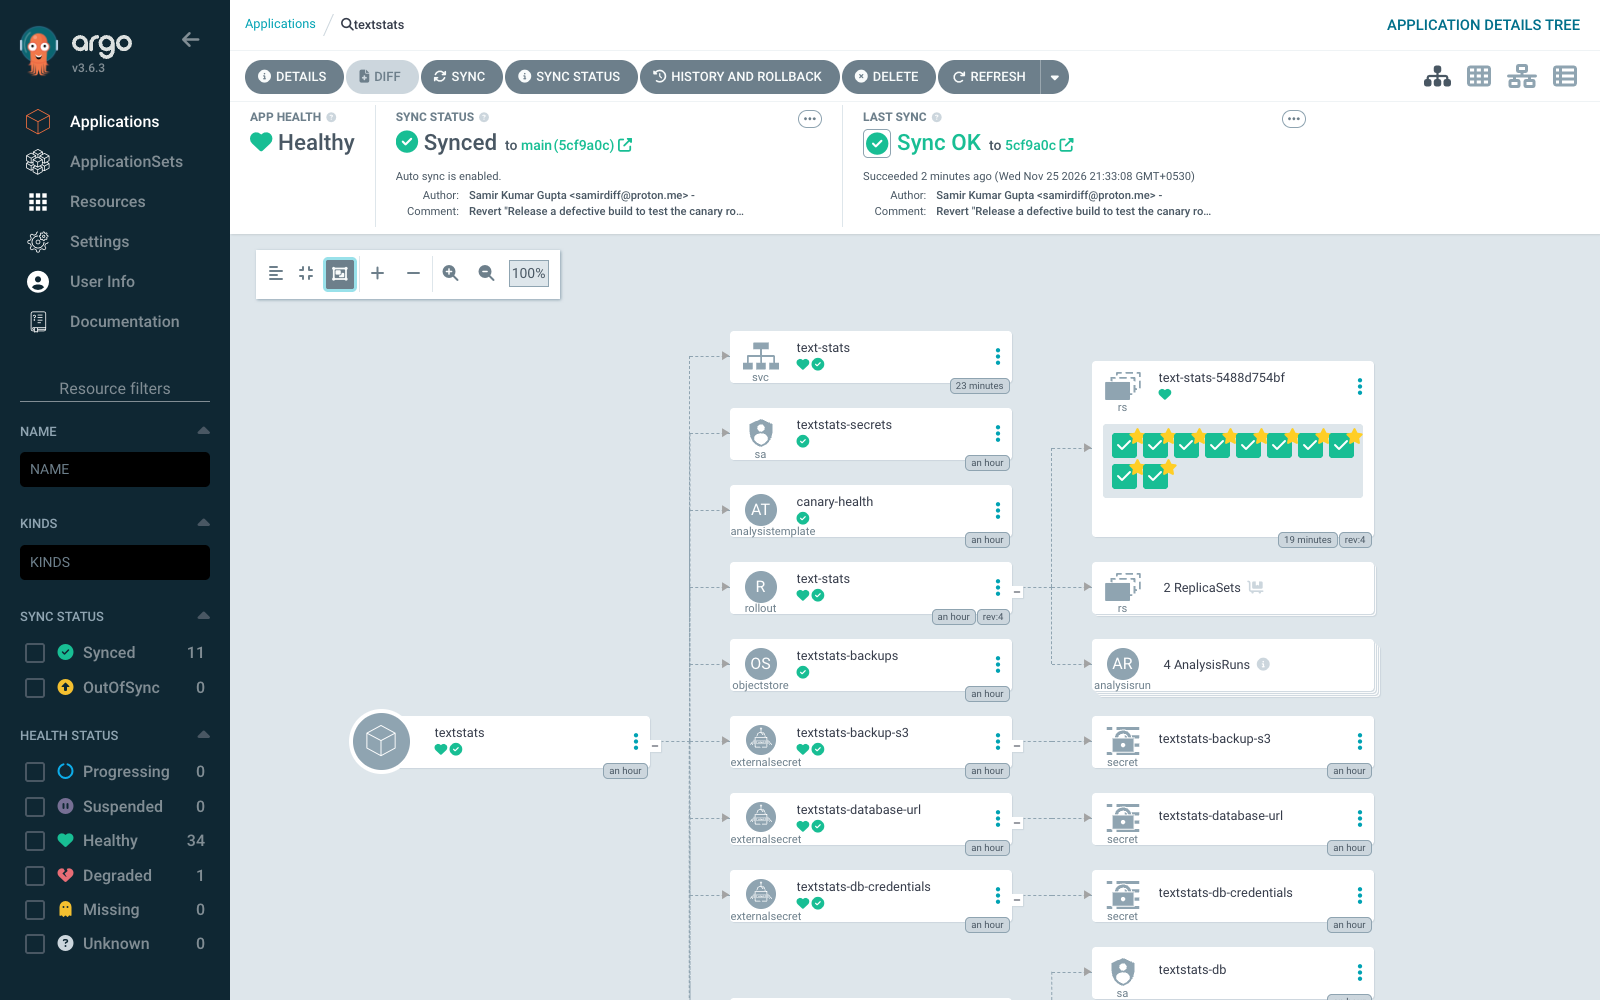 argo
v3.6.3
Applications
ApplicationSets
Resources
Settings
User Info
Documentation
Resource filters
NAME
NAME
KINDS
KINDS
SYNC STATUS
Synced 11
OutOfSync 0
HEALTH STATUS
Progressing 0
Suspended 0
Healthy 34
Degraded 1
Missing 0
Unknown 0
Applications / textstats
APPLICATION DETAILS TREE
DETAILS
DIFF
SYNC
SYNC STATUS
HISTORY AND ROLLBACK
DELETE
REFRESH
APP HEALTH
Healthy
SYNC STATUS
Synced to main (5cf9a0c)
Auto sync is enabled.
Author: Samir Kumar Gupta <samirdiff@proton.me> -
Comment: Revert "Release a defective build to test the canary ro...
LAST SYNC
Sync OK to 5cf9a0c
Succeeded 2 minutes ago (Wed Nov 25 2026 21:33:08 GMT+0530)
Author: Samir Kumar Gupta <samirdiff@proton.me> -
Comment: Revert "Release a defective build to test the canary ro...
100%
textstats
an hour
text-stats
svc
23 minutes
textstats-secrets
sa
an hour
AT
canary-health
analysistemplate
an hour
R
text-stats
rollout
an hour
rev:4
OS
textstats-backups
objectstore
an hour
textstats-backup-s3
externalsecret
an hour
textstats-database-url
externalsecret
an hour
textstats-db-credentials
externalsecret
an hour
text-stats-5488d754bf
rs
19 minutes
rev:4
2 ReplicaSets
rs
AR
4 AnalysisRuns
analysisrun
textstats-backup-s3
secret
an hour
textstats-database-url
secret
an hour
textstats-db-credentials
secret
an hour
textstats-db
sa